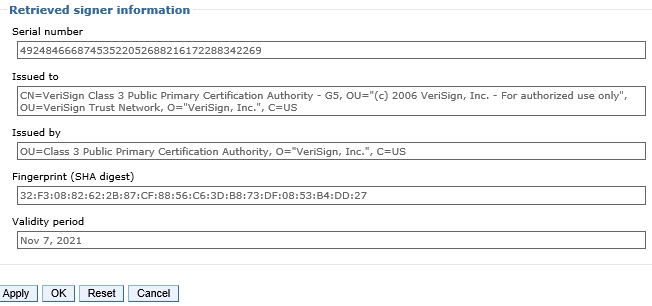 Retrieved signer information
Serial number
49248466687453522052688216172288342269
Issued to
CN=VeriSign Class 3 Public Primary Certification Authority - G5, OU="(c) 2006 VeriSign, Inc. - For authorized use only",
OU=VeriSign Trust Network, O="VeriSign, Inc.", C=US
Issued by
OU=Class 3 Public Primary Certification Authority, O="VeriSign, Inc.", C=US
Fingerprint (SHA digest)
32:F3:08:82:62:2B:87:CF:88:56:C6:3D:B8:73:DF:08:53:B4:DD:27
Validity period
Nov 7, 2021
Apply OK Reset Cancel